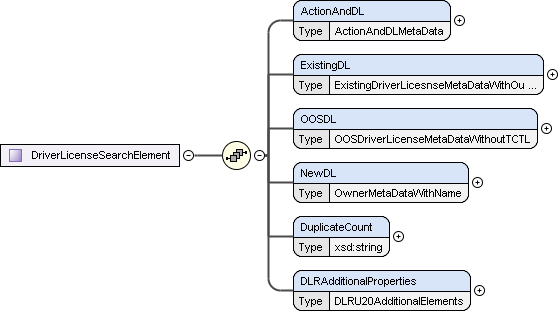 ActionAndDL
Type ActionAndDLMetaData
ExistingDL
Type ExistingDriverLicesnseMetaDataWithOu ...
OOSDL
Type OOSDriverLicenseMetaDataWithoutTCTL
DriverLicenseSearchElement
NewDL
Type OwnerMetaDataWithName
DuplicateCount
Type xsd:string
DLRAdditionalProperties
Type DLRU20AdditionalElements